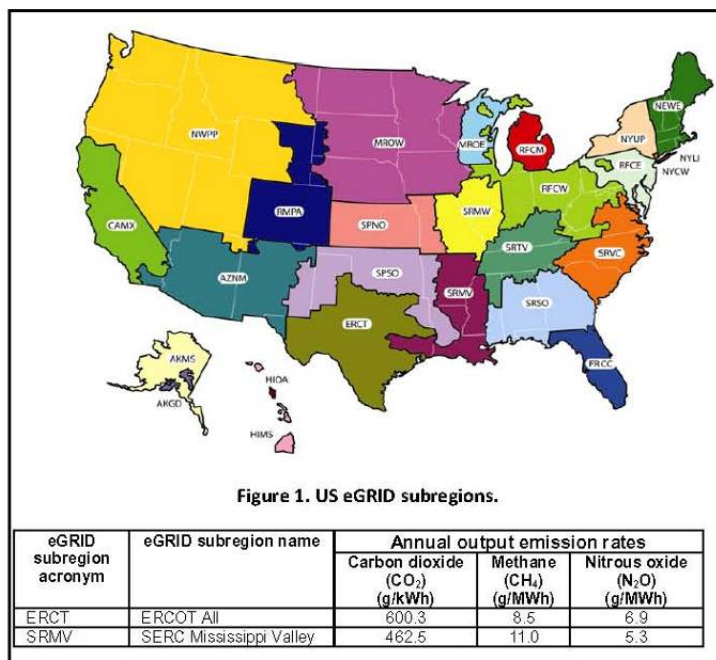 NWPP
MROW
MROE
RFCM
NEWE
NYUP
NYLI
NYCW
RFCE
RFCW
CAMX
RMPA
SPNO
SRMW
SRTV
SRVC
AZNM
SPSO
SRMV
SRSO
ERCT
FRCC
AKMS
AKGD
HIOA
HIMS
Figure 1. US eGRID subregions.
eGRID subregion acronym
eGRID subregion name
Annual output emission rates
Carbon dioxide (CO₂) (g/kWh)
Methane (CH₄) (g/MWh)
Nitrous oxide (N₂O) (g/MWh)
ERCT ERCOT All 600.3 8.5 6.9
SRMV SERC Mississippi Valley 462.5 11.0 5.3